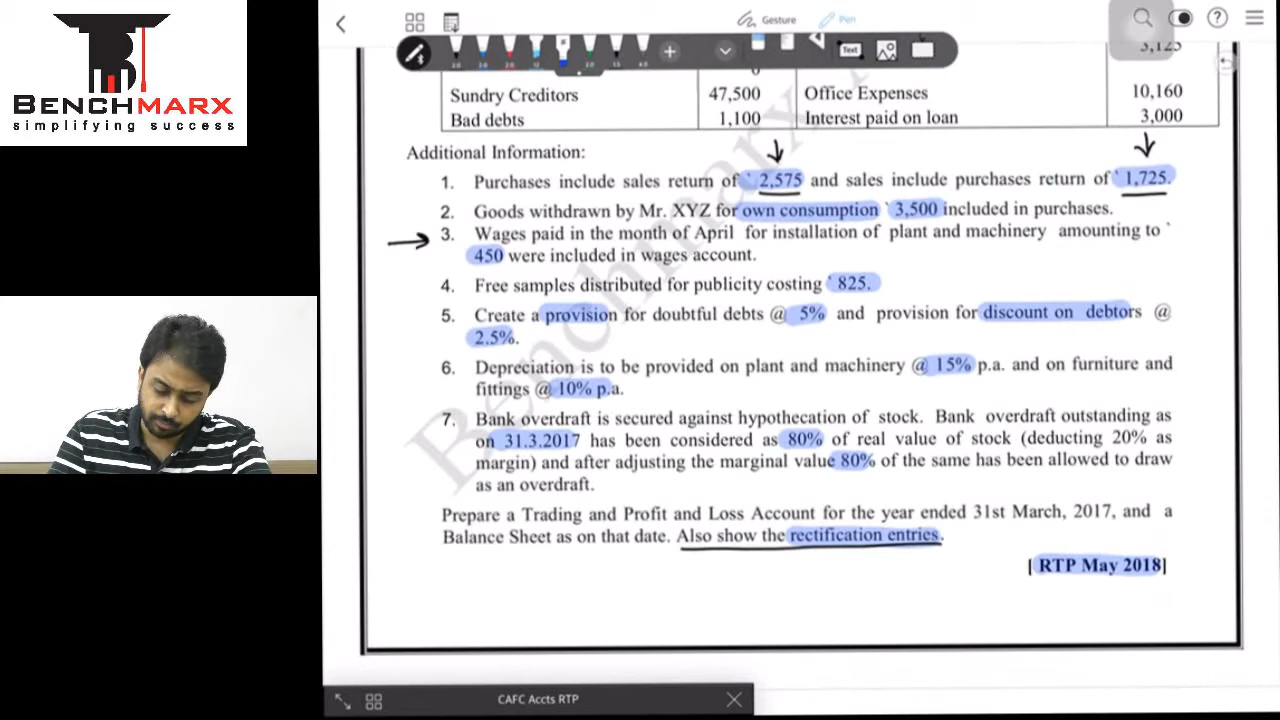 BENCHMARX
simplifying success
Gesture
Pen
Text
3,125
Sundry Creditors 47,500 Office Expenses 10,160
Bad debts 1,100 Interest paid on loan 3,000
Additional Information:
1. Purchases include sales return of ` 2,575 and sales include purchases return of ` 1,725.
2. Goods withdrawn by Mr. XYZ for own consumption ` 3,500 included in purchases.
3. Wages paid in the month of April for installation of plant and machinery amounting to `
450 were included in wages account.
4. Free samples distributed for publicity costing ` 825.
5. Create a provision for doubtful debts @ 5% and provision for discount on debtors @
2.5%.
6. Depreciation is to be provided on plant and machinery @ 15% p.a. and on furniture and
fittings @ 10% p.a.
7. Bank overdraft is secured against hypothecation of stock. Bank overdraft outstanding as
on 31.3.2017 has been considered as 80% of real value of stock (deducting 20% as
margin) and after adjusting the marginal value 80% of the same has been allowed to draw
as an overdraft.
Prepare a Trading and Profit and Loss Account for the year ended 31st March, 2017, and a
Balance Sheet as on that date. Also show the rectification entries.
[RTP May 2018]
Benchmarx
CAFC Accts RTP